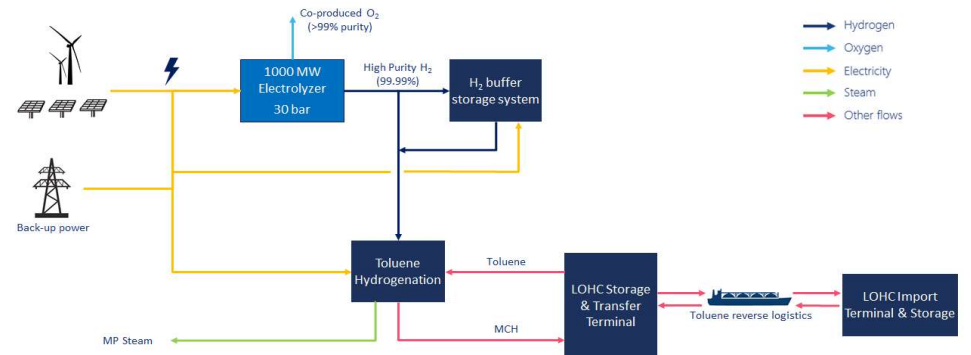 Co-produced O₂
(>99% purity)
Hydrogen
Oxygen
Electricity
Steam
Other flows
1000 MW
Electrolyzer
30 bar
High Purity H₂
(99.99%)
H₂ buffer
storage system
Back-up power
Toluene
Hydrogenation
Toluene
LOHC Storage
& Transfer
Terminal
Toluene reverse logistics
LOHC Import
Terminal & Storage
MCH
MP Steam